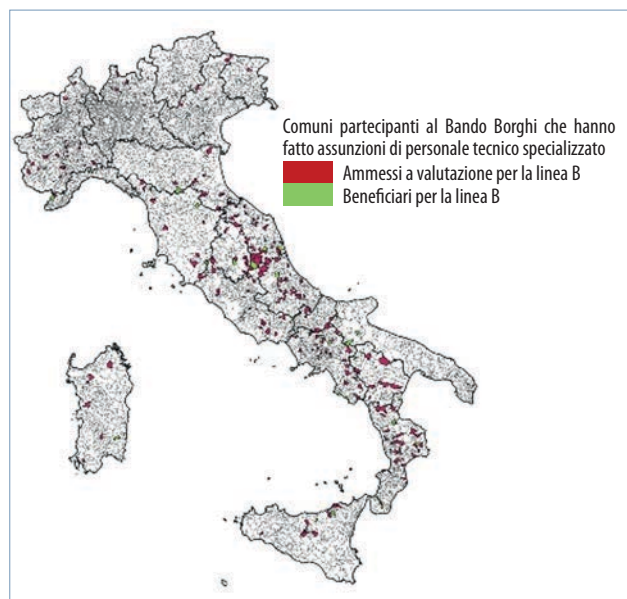 Comuni partecipanti al Bando Borghi che hanno
fatto assunzioni di personale tecnico specializzato
Ammessi a valutazione per la linea B
Beneficiari per la linea B